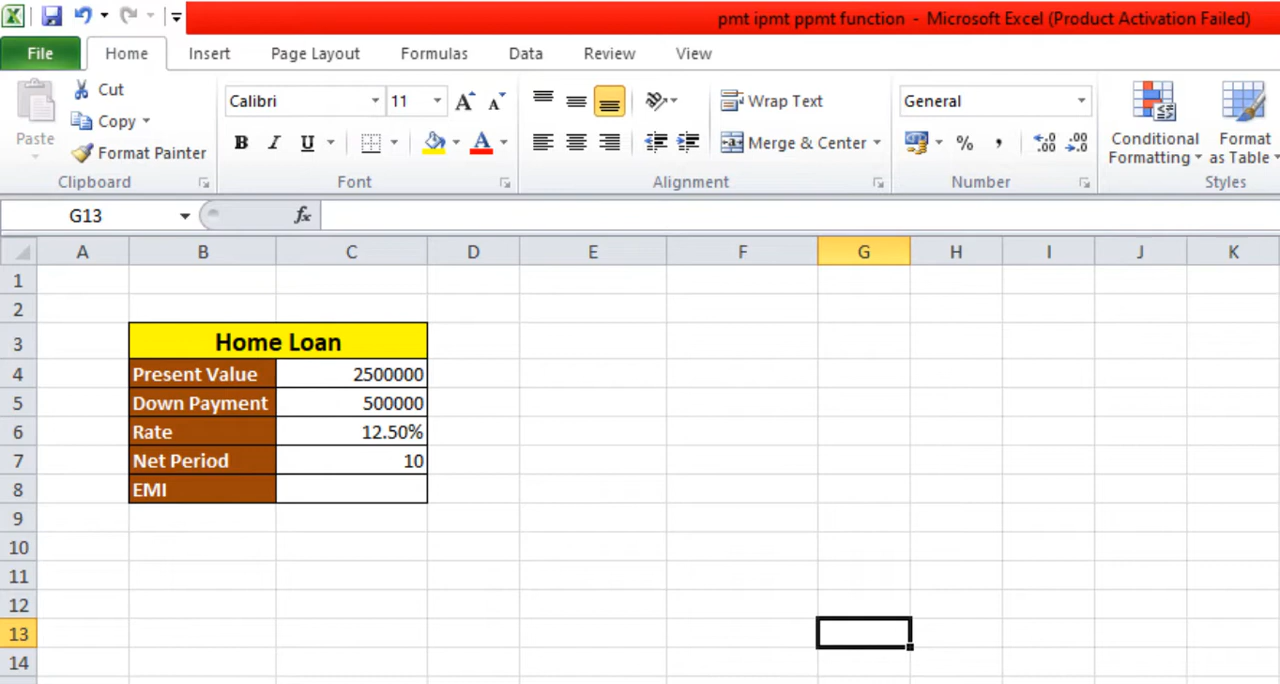 pmt ipmt ppmt function - Microsoft Excel (Product Activation Failed)
File Home Insert Page Layout Formulas Data Review View
Paste
Cut
Copy
Format Painter
Clipboard
Calibri 11 A A
B I U A
Font
Wrap Text
Merge & Center
Alignment
General
% , .0 .00 .00 .0
Number
Conditional Formatting
Format as Table
Styles
G13 fx
A B C D E F G H I J K
1
2
3 Home Loan
4 Present Value 2500000
5 Down Payment 500000
6 Rate 12.50%
7 Net Period 10
8 EMI
9
10
11
12
13
14